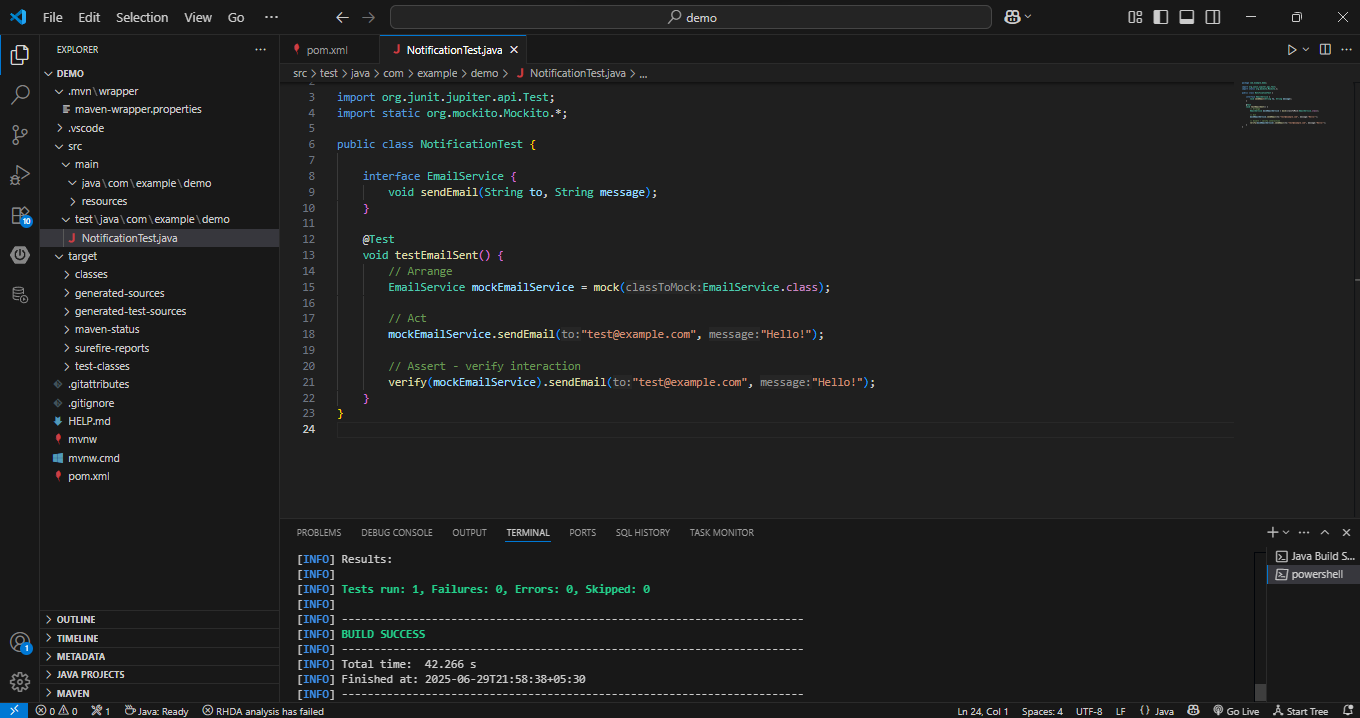 File Edit Selection View Go ··· demo
EXPLORER ···
DEMO
.mvn\wrapper
maven-wrapper.properties
.vscode
src
main
java\com\example\demo
resources
test\java\com\example\demo
NotificationTest.java
target
classes
generated-sources
generated-test-sources
maven-status
surefire-reports
test-classes
.gitattributes
.gitignore
HELP.md
mvnw
mvnw.cmd
pom.xml
OUTLINE
TIMELINE
METADATA
JAVA PROJECTS
MAVEN
10
1
pom.xml NotificationTest.java
src > test > java > com > example > demo > NotificationTest.java > ...
3 import org.junit.jupiter.api.Test;
4 import static org.mockito.Mockito.*;
5
6 public class NotificationTest {
7
8 interface EmailService {
9 void sendEmail(String to, String message);
10 }
11
12 @Test
13 void testEmailSent() {
14 // Arrange
15 EmailService mockEmailService = mock(classToMock:EmailService.class);
16
17 // Act
18 mockEmailService.sendEmail(to:"test@example.com", message:"Hello!");
19
20 // Assert - verify interaction
21 verify(mockEmailService).sendEmail(to:"test@example.com", message:"Hello!");
22 }
23 }
24
PROBLEMS DEBUG CONSOLE OUTPUT TERMINAL PORTS SQL HISTORY TASK MONITOR
[INFO] Results:
[INFO]
[INFO] Tests run: 1, Failures: 0, Errors: 0, Skipped: 0
[INFO]
[INFO] ------------------------------------------------------------------------
[INFO] BUILD SUCCESS
[INFO] ------------------------------------------------------------------------
[INFO] Total time:  42.266 s
[INFO] Finished at: 2025-06-29T21:58:38+05:30
[INFO] ------------------------------------------------------------------------
Java Build S...
powershell
0 0 1 Java: Ready RHDA analysis has failed Ln 24, Col 1 Spaces: 4 UTF-8 LF {} Java Go Live Start Tree